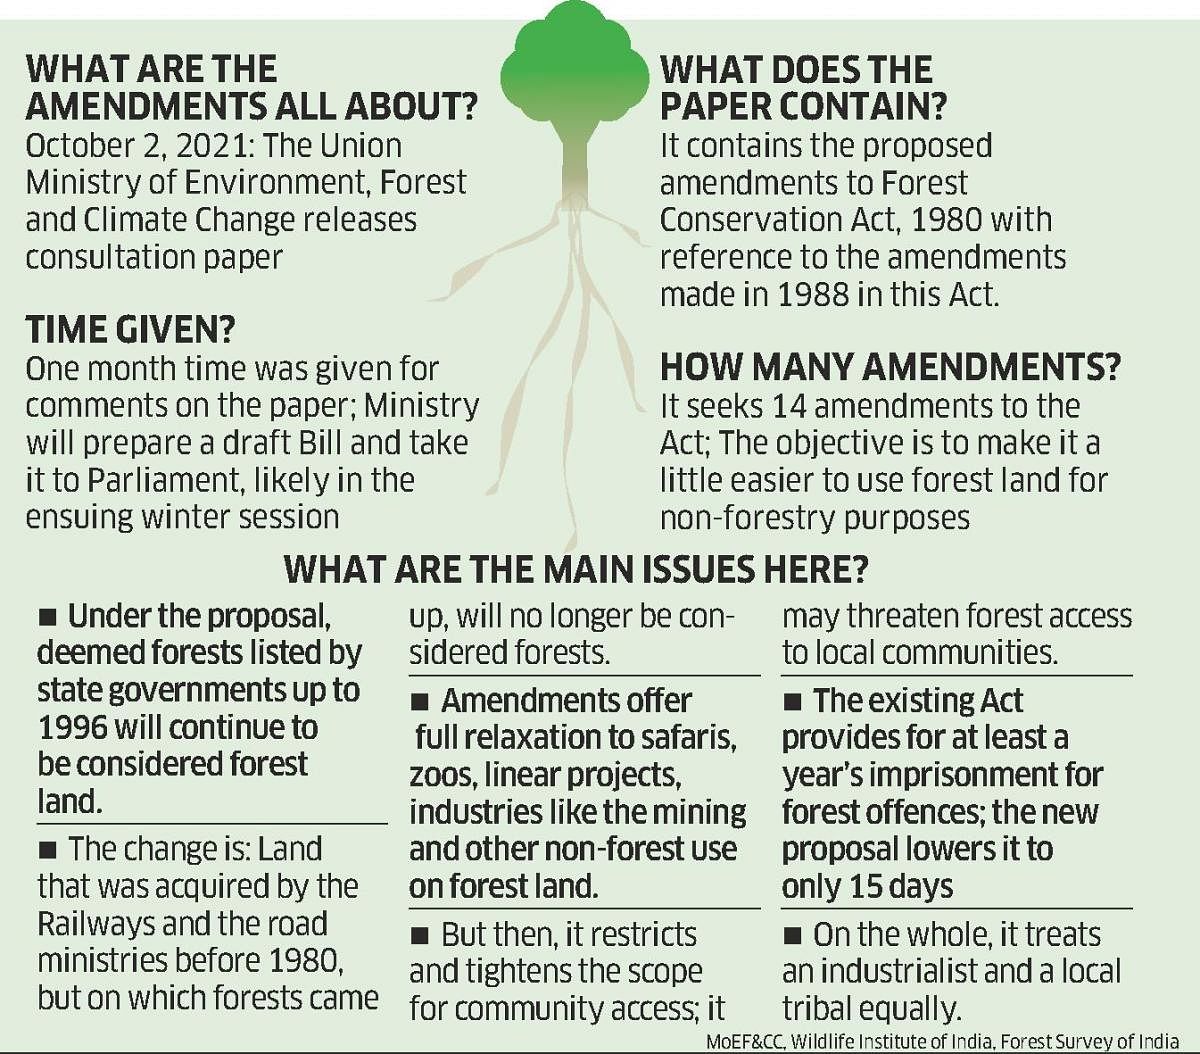 WHAT ARE THE
AMENDMENTS ALL ABOUT?
October 2, 2021: The Union
Ministry of Environment, Forest
and Climate Change releases
consultation paper
TIME GIVEN?
One month time was given for
comments on the paper; Ministry
will prepare a draft Bill and take
it to Parliament, likely in the
ensuing winter session
WHAT DOES THE
PAPER CONTAIN?
It contains the proposed
amendments to Forest
Conservation Act, 1980 with
reference to the amendments
made in 1988 in this Act.
HOW MANY AMENDMENTS?
It seeks 14 amendments to the
Act; The objective is to make it a
little easier to use forest land for
non-forestry purposes
WHAT ARE THE MAIN ISSUES HERE?
■ Under the proposal,
deemed forests listed by
state governments up to
1996 will continue to
be considered forest
land.
■ The change is: Land
that was acquired by the
Railways and the road
ministries before 1980,
but on which forests came
up, will no longer be con-
sidered forests.
■ Amendments offer
full relaxation to safaris,
zoos, linear projects,
industries like the mining
and other non-forest use
on forest land.
■ But then, it restricts
and tightens the scope
for community access; it
may threaten forest access
to local communities.
■ The existing Act
provides for at least a
year's imprisonment for
forest offences; the new
proposal lowers it to
only 15 days
■ On the whole, it treats
an industrialist and a local
tribal equally.
MoEF&CC, Wildlife Institute of India, Forest Survey of India